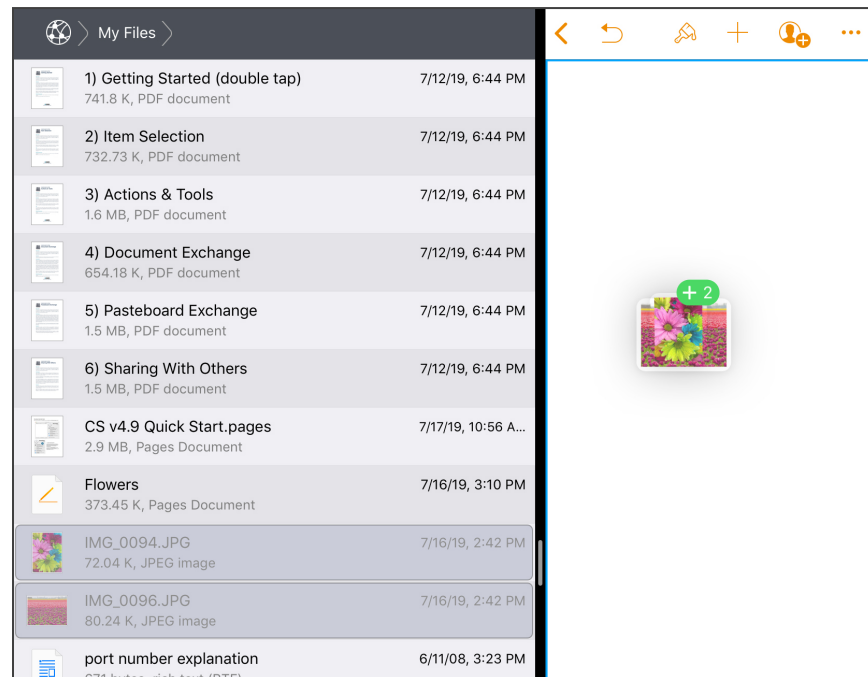 My Files
1) Getting Started (double tap) 7/12/19, 6:44 PM
741.8 K, PDF document
2) Item Selection 7/12/19, 6:44 PM
732.73 K, PDF document
3) Actions & Tools 7/12/19, 6:44 PM
1.6 MB, PDF document
4) Document Exchange 7/12/19, 6:44 PM
654.18 K, PDF document
5) Pasteboard Exchange 7/12/19, 6:44 PM
1.5 MB, PDF document
6) Sharing With Others 7/12/19, 6:44 PM
1.5 MB, PDF document
CS v4.9 Quick Start.pages 7/17/19, 10:56 A...
2.9 MB, Pages Document
Flowers 7/16/19, 3:10 PM
373.45 K, Pages Document
IMG_0094.JPG 7/16/19, 2:42 PM
72.04 K, JPEG image
IMG_0096.JPG 7/16/19, 2:42 PM
80.24 K, JPEG image
port number explanation 6/11/08, 3:23 PM
671 bytes, rich text (RTF)
+ 2